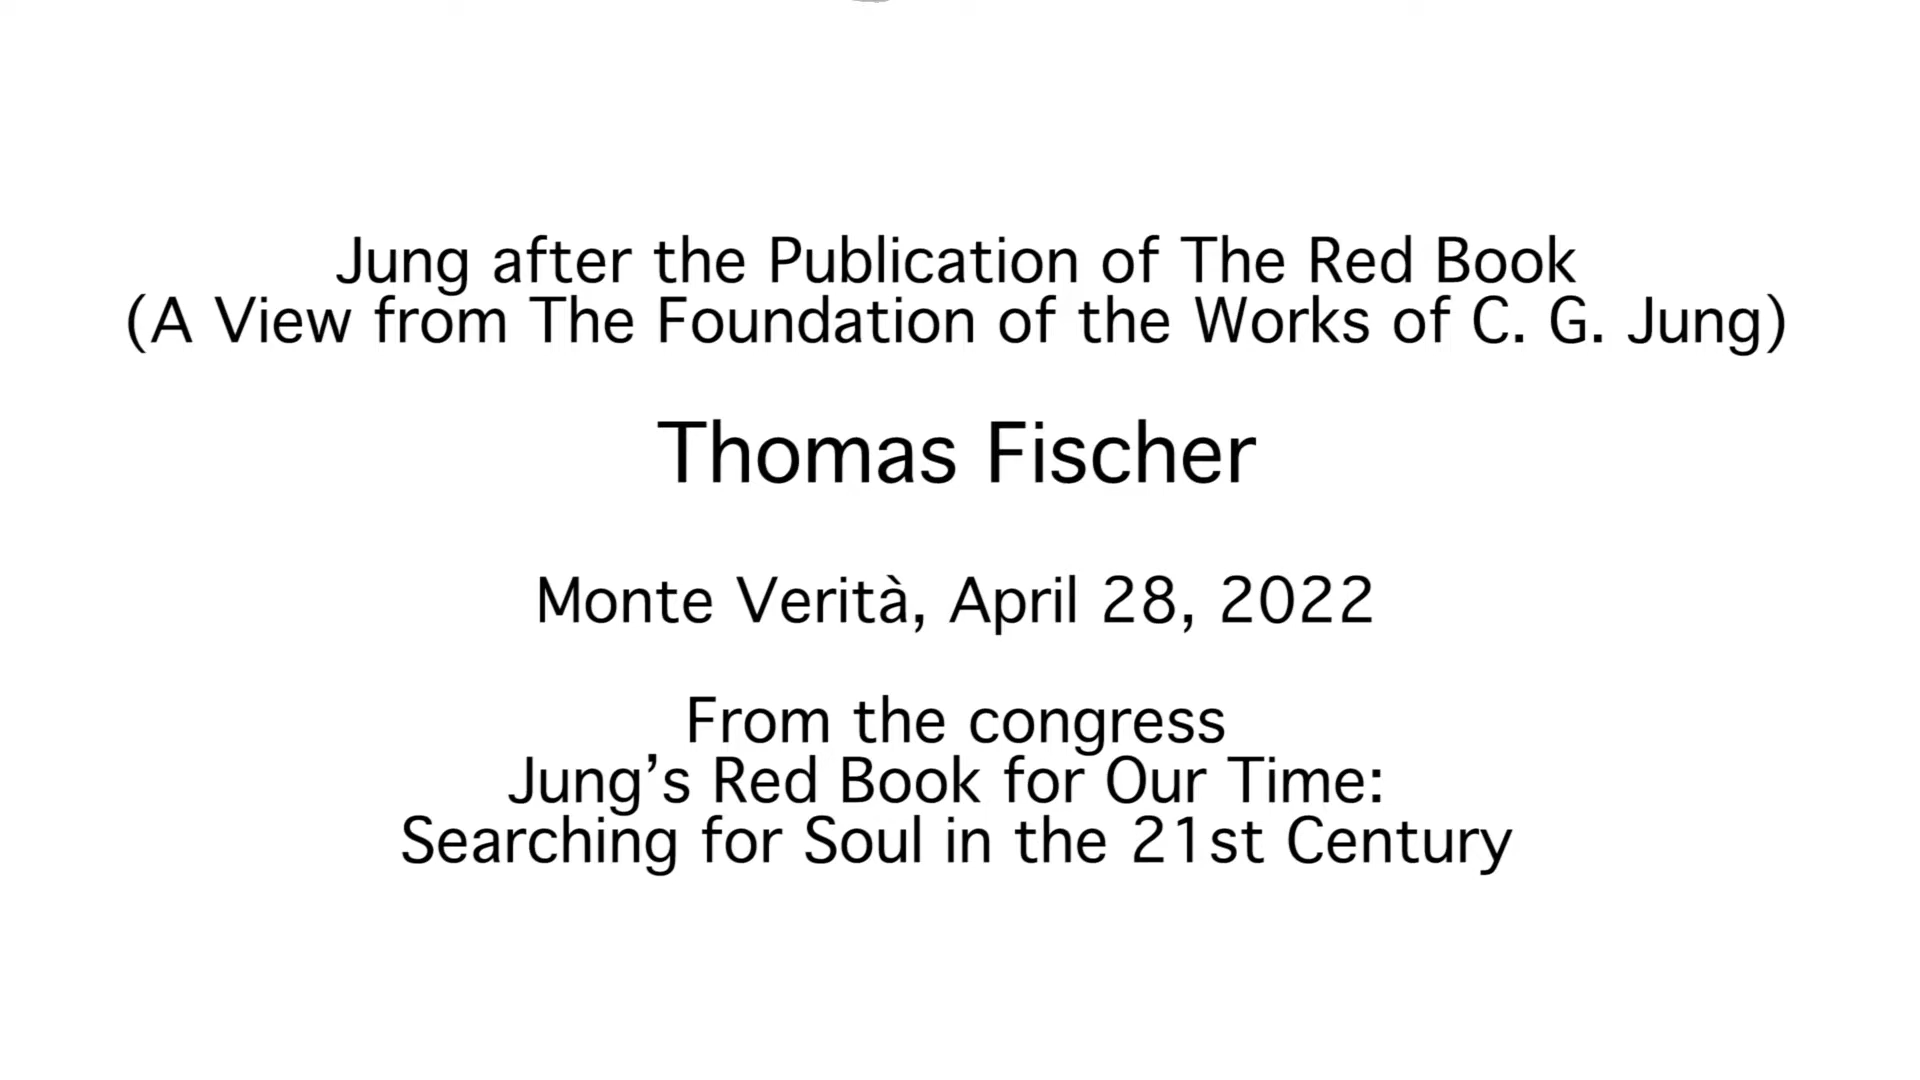 Jung after the Publication of The Red Book
(A View from The Foundation of the Works of C. G. Jung)
Thomas Fischer
Monte Verità, April 28, 2022
From the congress
Jung’s Red Book for Our Time:
Searching for Soul in the 21st Century